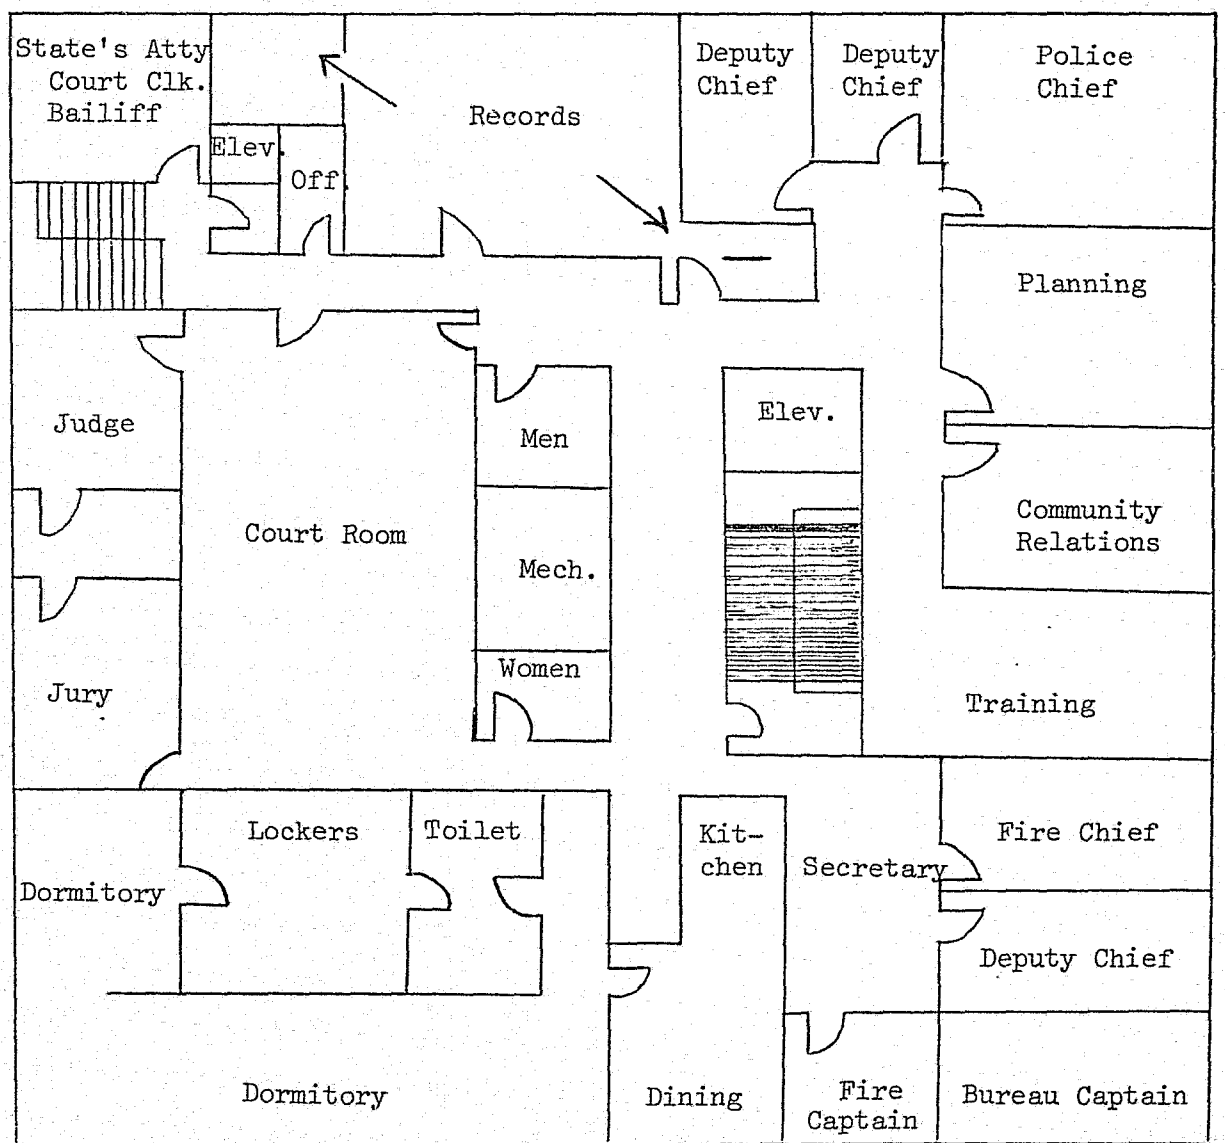 State's Atty
Court Clk.
Bailiff
Elev.
Off.
Records
Deputy
Chief
Deputy
Chief
Police
Chief
Planning
Judge
Court Room
Men
Mech.
Women
Elev.
Community
Relations
Jury
Training
Dormitory
Lockers
Toilet
Kit-
chen
Secretary
Fire Chief
Deputy Chief
Dormitory
Dining
Fire
Captain
Bureau Captain